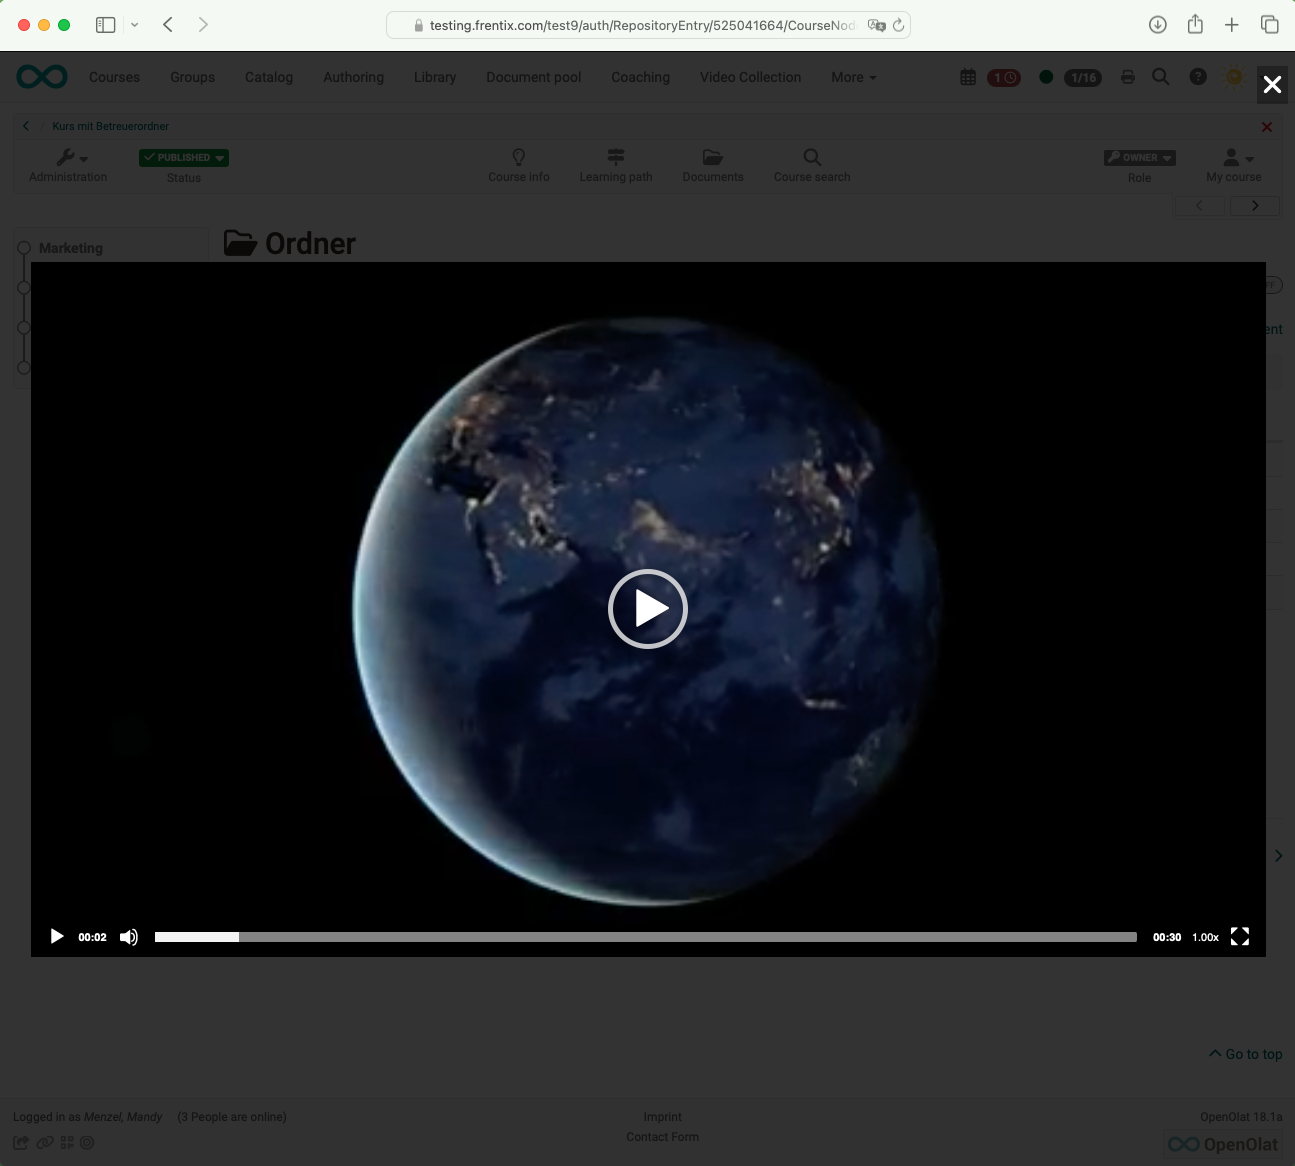 testing.frentix.com/test9/auth/RepositoryEntry/525041664/CourseNod
Courses Groups Catalog Authoring Library Document pool Coaching Video Collection More 1 1/16
/ Kurs mit Betreuerordner
PUBLISHED OWNER
Administration Status Course info Learning path Documents Course search Role My course
Marketing
Ordner
ent
00:02 00:30 1.00x
Go to top
Logged in as Menzel, Mandy (3 People are online) Imprint OpenOlat 18.1a
Contact Form OpenOlat